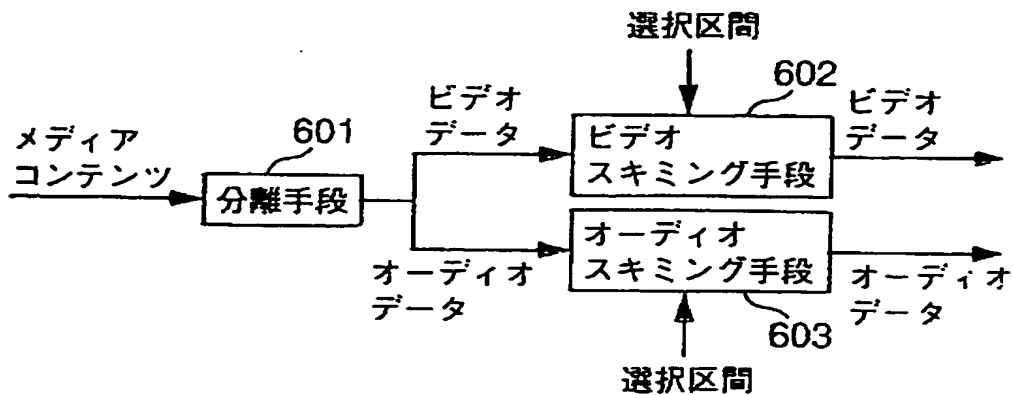 選択区間
602
ビデオ
データ
ビデオ
スキミング手段
ビデオ
データ
メディア
コンテンツ
601
分離手段
オーディオ
データ
オーディオ
スキミング手段
オーディオ
データ
603
選択区間